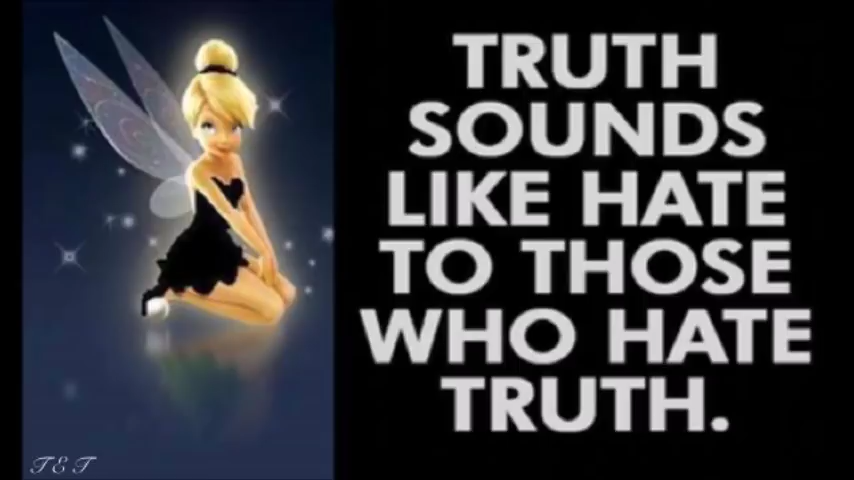 TRUTH
SOUNDS
LIKE HATE
TO THOSE
WHO HATE
TRUTH.
T&T